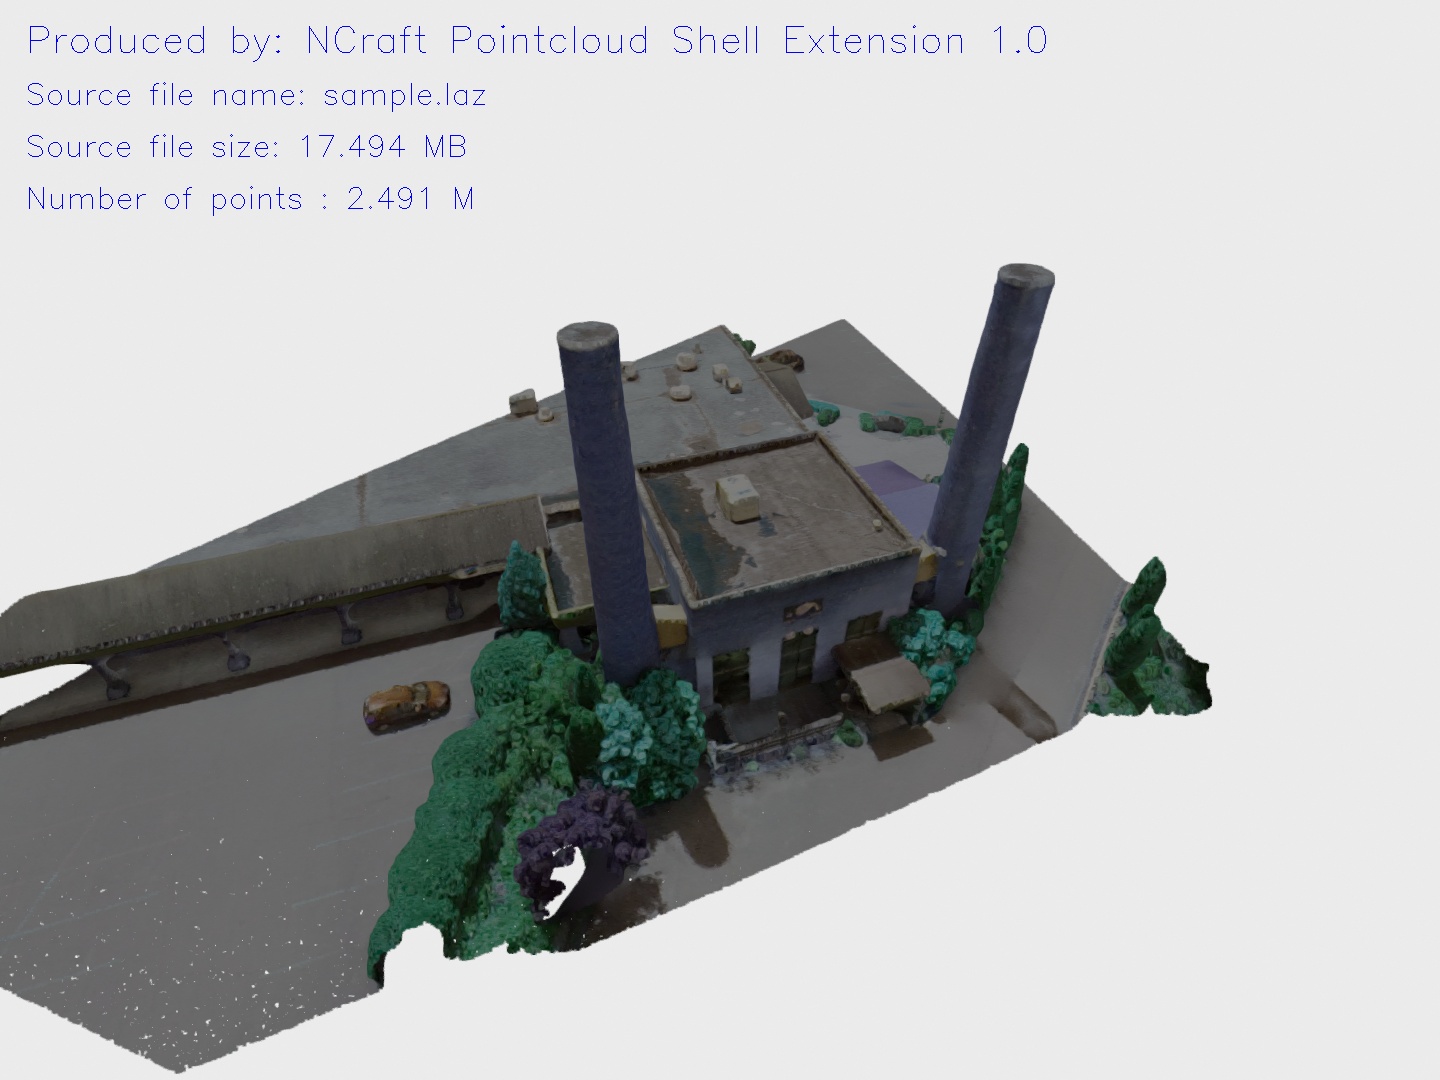 Produced by: NCraft Pointcloud Shell Extension 1.0
Source file name: sample.laz
Source file size: 17.494 MB
Number of points : 2.491 M